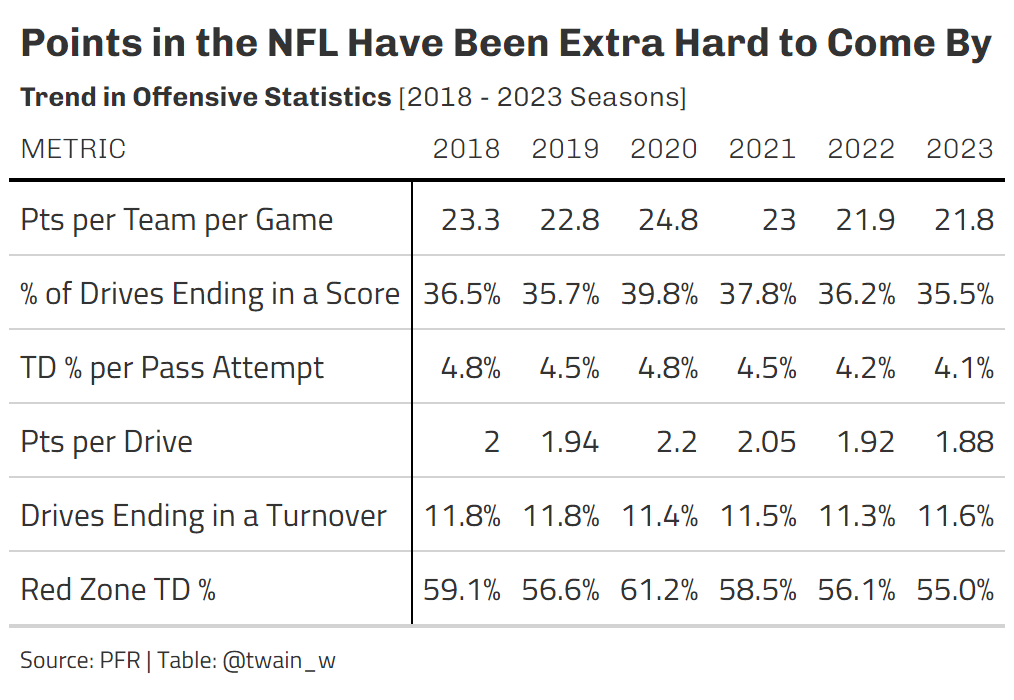 Points in the NFL Have Been Extra Hard to Come By
Trend in Offensive Statistics [2018 - 2023 Seasons]
METRIC 2018 2019 2020 2021 2022 2023
Pts per Team per Game 23.3 22.8 24.8 23 21.9 21.8
% of Drives Ending in a Score 36.5% 35.7% 39.8% 37.8% 36.2% 35.5%
TD % per Pass Attempt 4.8% 4.5% 4.8% 4.5% 4.2% 4.1%
Pts per Drive 2 1.94 2.2 2.05 1.92 1.88
Drives Ending in a Turnover 11.8% 11.8% 11.4% 11.5% 11.3% 11.6%
Red Zone TD % 59.1% 56.6% 61.2% 58.5% 56.1% 55.0%
Source: PFR | Table: @twain_w